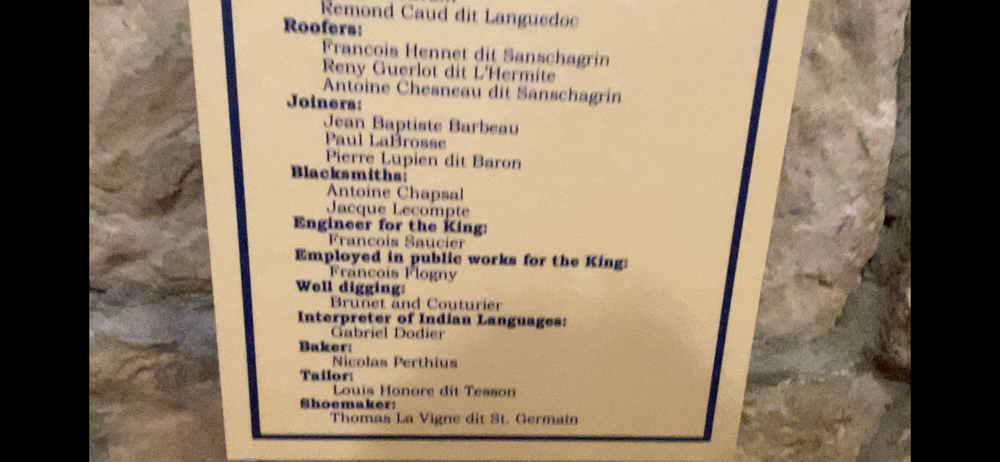 Remond Caud dit Languedoc
Roofers:
Francois Hennet dit Sanschagrin
Reny Guerlot dit L'Hermite
Antoine Chesneau dit Sanschagrin
Joiners:
Jean Baptiste Barbeau
Paul LaBrosse
Pierre Lupien dit Baron
Blacksmiths:
Antoine Chapsal
Jacque Lecompte
Engineer for the King:
Francois Saucier
Employed in public works for the King:
Francois Flogny
Well digging:
Brunet and Couturier
Interpreter of Indian Languages:
Gabriel Dodier
Baker:
Nicolas Perthius
Tailor:
Louis Honore dit Tesson
Shoemaker:
Thomas La Vigne dit St. Germain